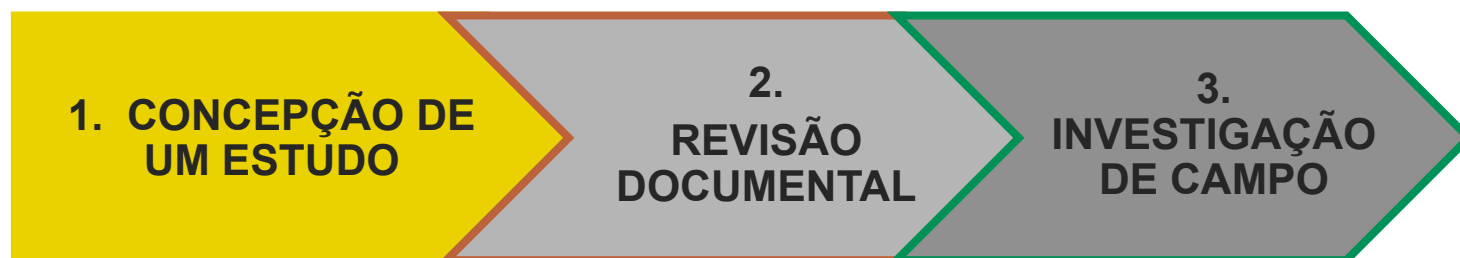 1. CONCEPÇÃO DE
UM ESTUDO
2.
REVISÃO
DOCUMENTAL
3.
INVESTIGAÇÃO
DE CAMPO